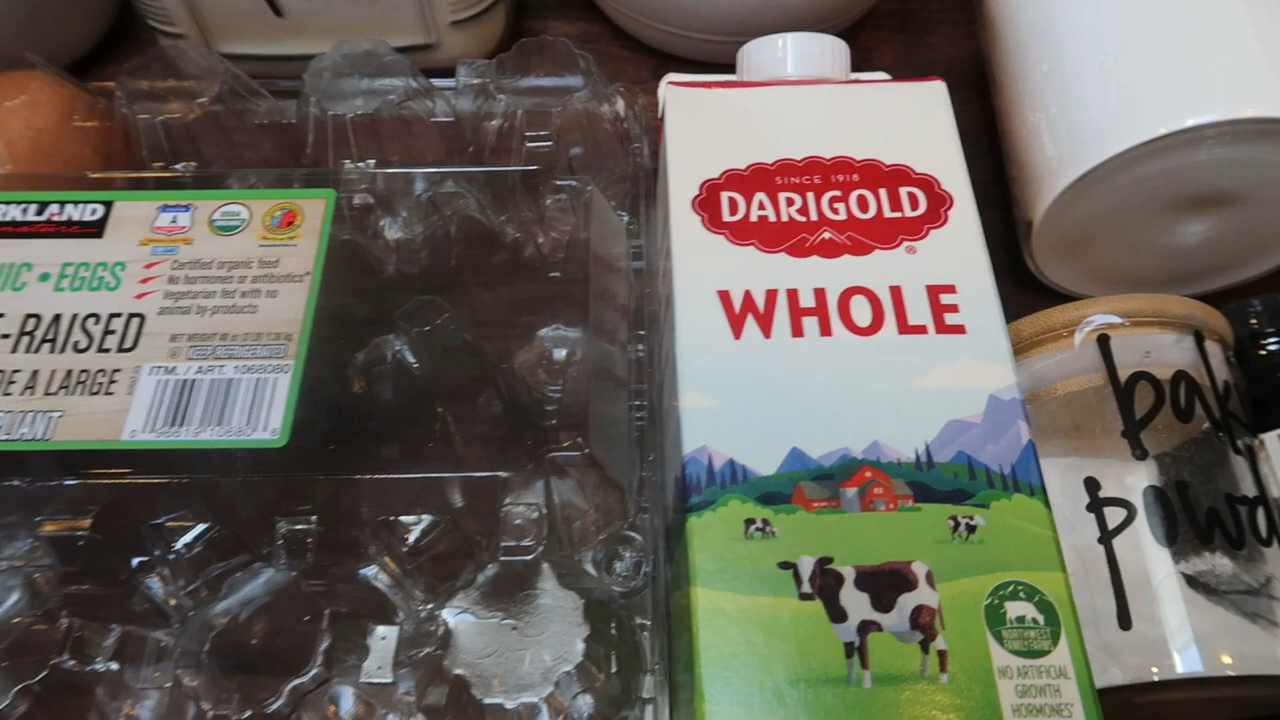 RKLAND
nature
IC • EGGS
Certified organic feed
No hormones or antibiotics*
Vegetarian fed with no
animal by-products
-RAISED
KEEP REFRIGERATED
DE A LARGE
ITM. / ART. 1068080
LIANT
SINCE 1918
DARIGOLD
WHOLE
NORTHWEST
FAMILY FARMS
NO ARTIFICIAL
GROWTH
HORMONES*
bak
powd